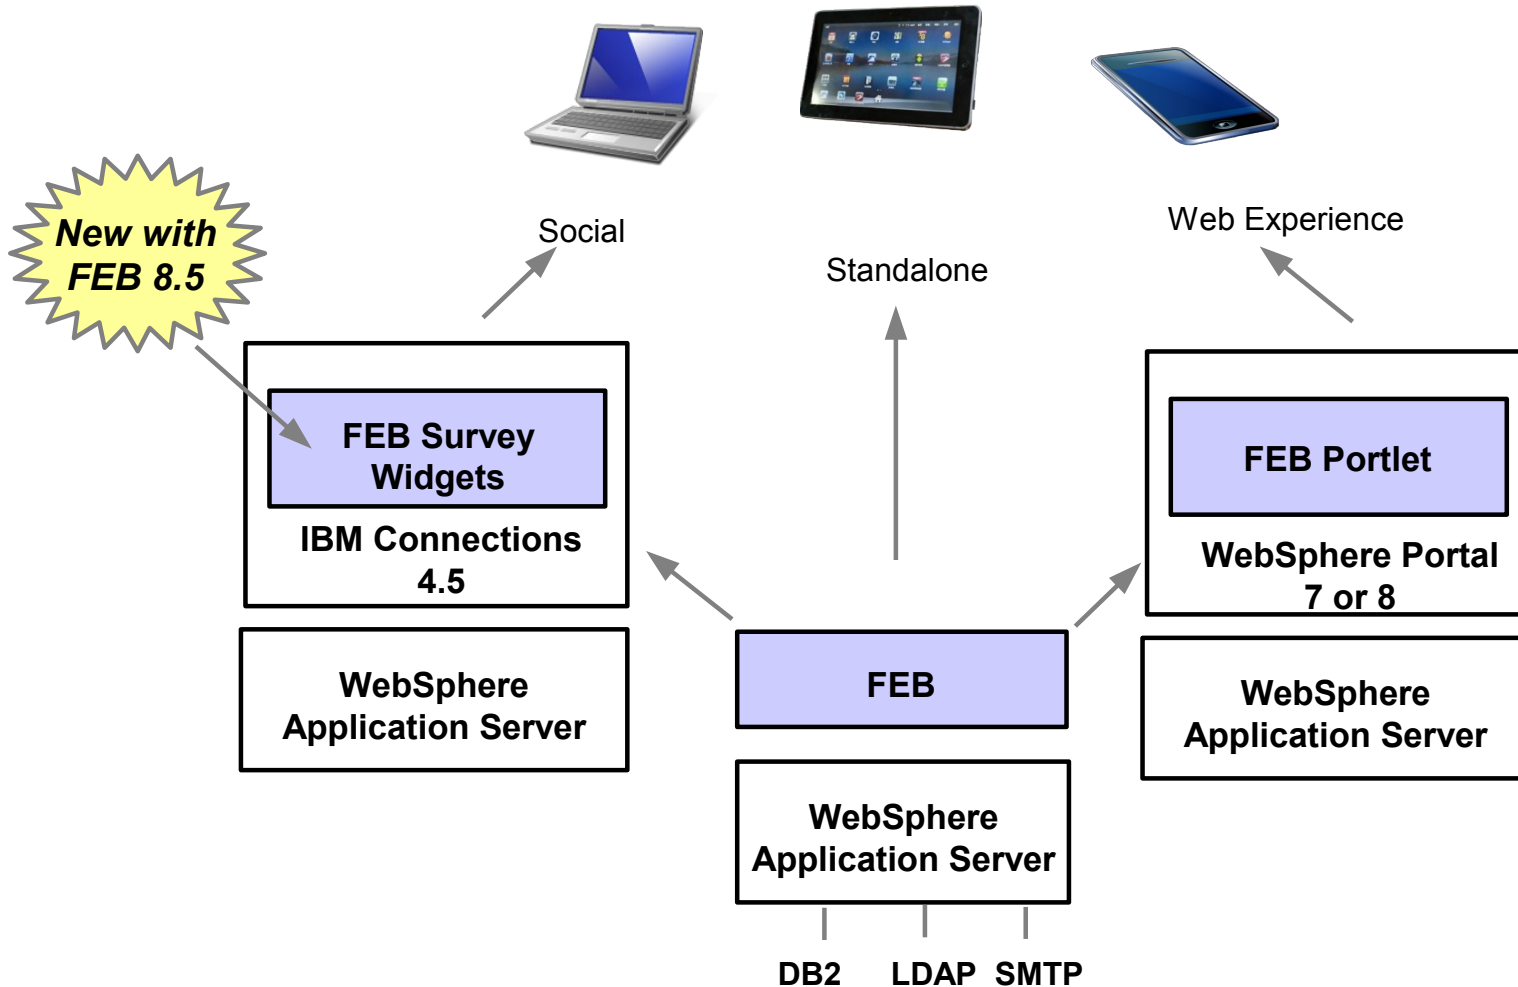 Social
Web Experience
New with
FEB 8.5
Standalone
FEB Survey
Widgets
IBM Connections
4.5
FEB Portlet
WebSphere Portal
7 or 8
WebSphere
Application Server
FEB
WebSphere
Application Server
WebSphere
Application Server
DB2
LDAP
SMTP